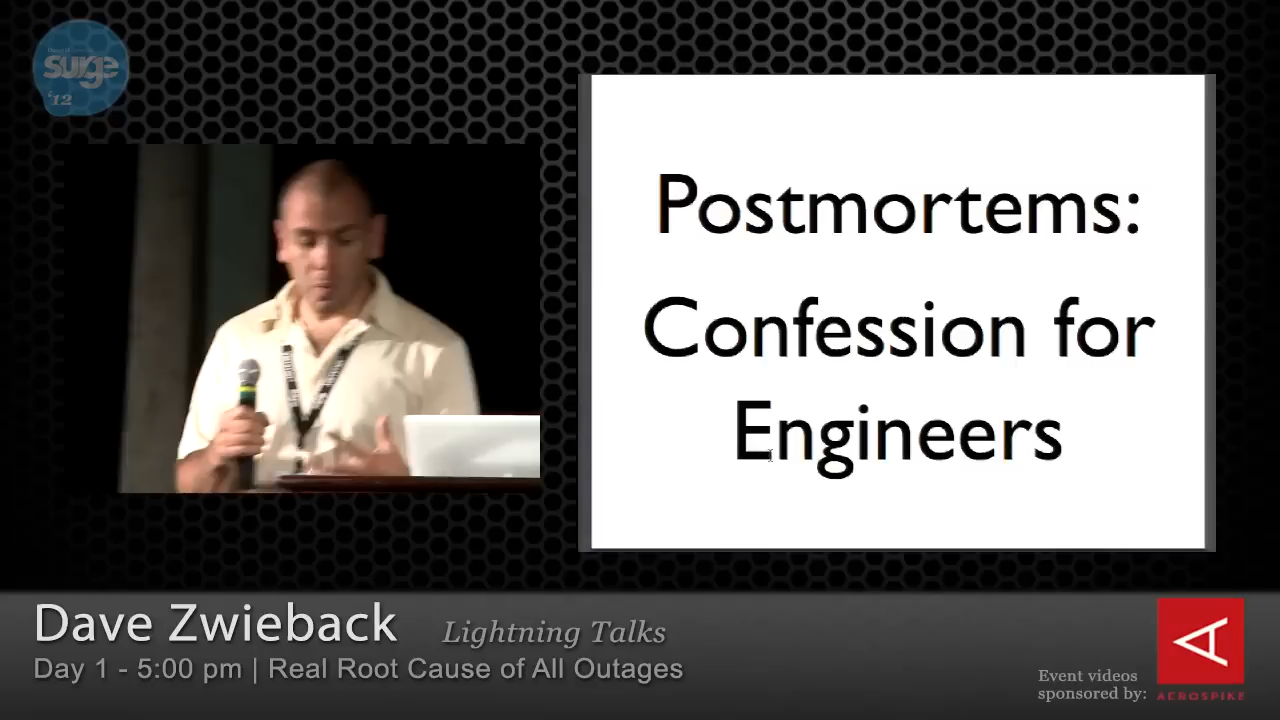 surge
'12
Postmortems:
Confession for
Engineers
Dave Zwieback
Lightning Talks
Day 1 - 5:00 pm | Real Root Cause of All Outages
Event videos
sponsored by:
AEROSPIKE